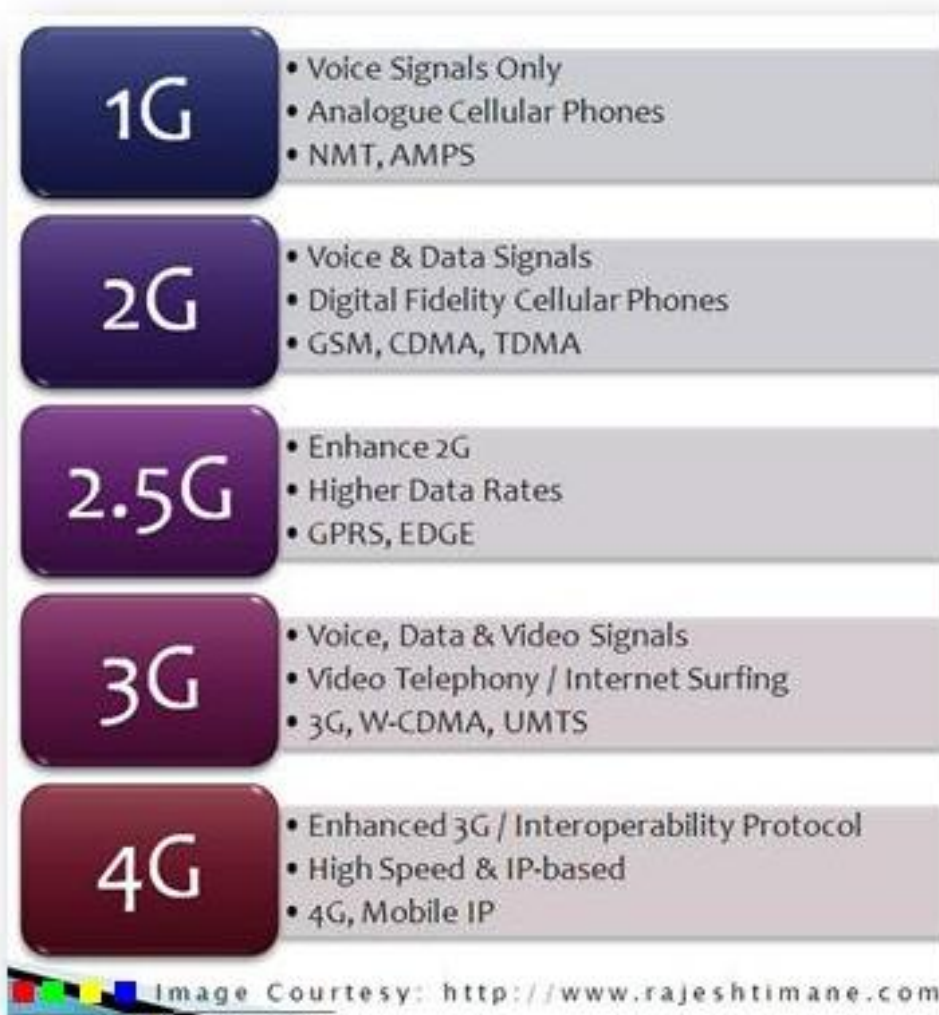 1G
• Voice Signals Only
• Analogue Cellular Phones
• NMT, AMPS
2G
• Voice & Data Signals
• Digital Fidelity Cellular Phones
• GSM, CDMA, TDMA
2.5G
• Enhance 2G
• Higher Data Rates
• GPRS, EDGE
3G
• Voice, Data & Video Signals
• Video Telephony / Internet Surfing
• 3G, W-CDMA, UMTS
4G
• Enhanced 3G / Interoperability Protocol
• High Speed & IP-based
• 4G, Mobile IP
Image Courtesy: http://www.rajeshtimane.com